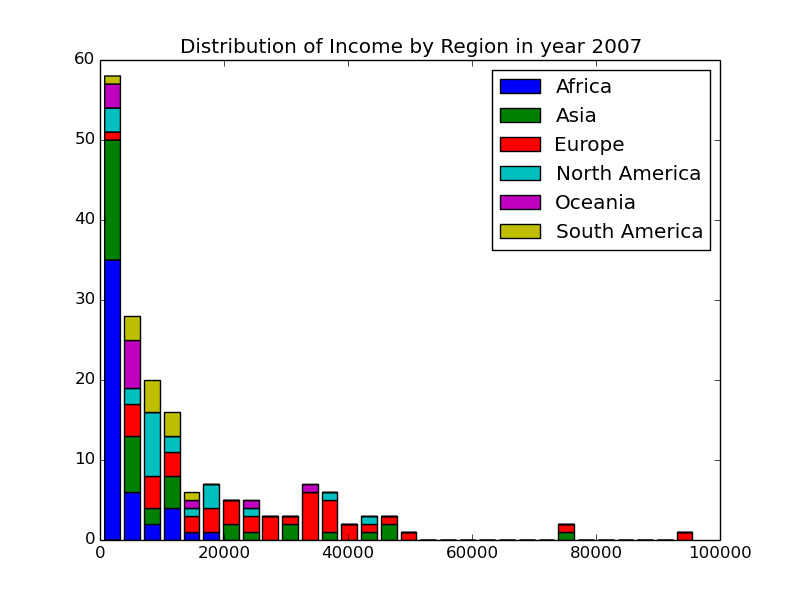 Distribution of Income by Region in year 2007
60
50
40
30
20
10
0
Africa
Asia
Europe
North America
Oceania
South America
0 20000 40000 60000 80000 100000